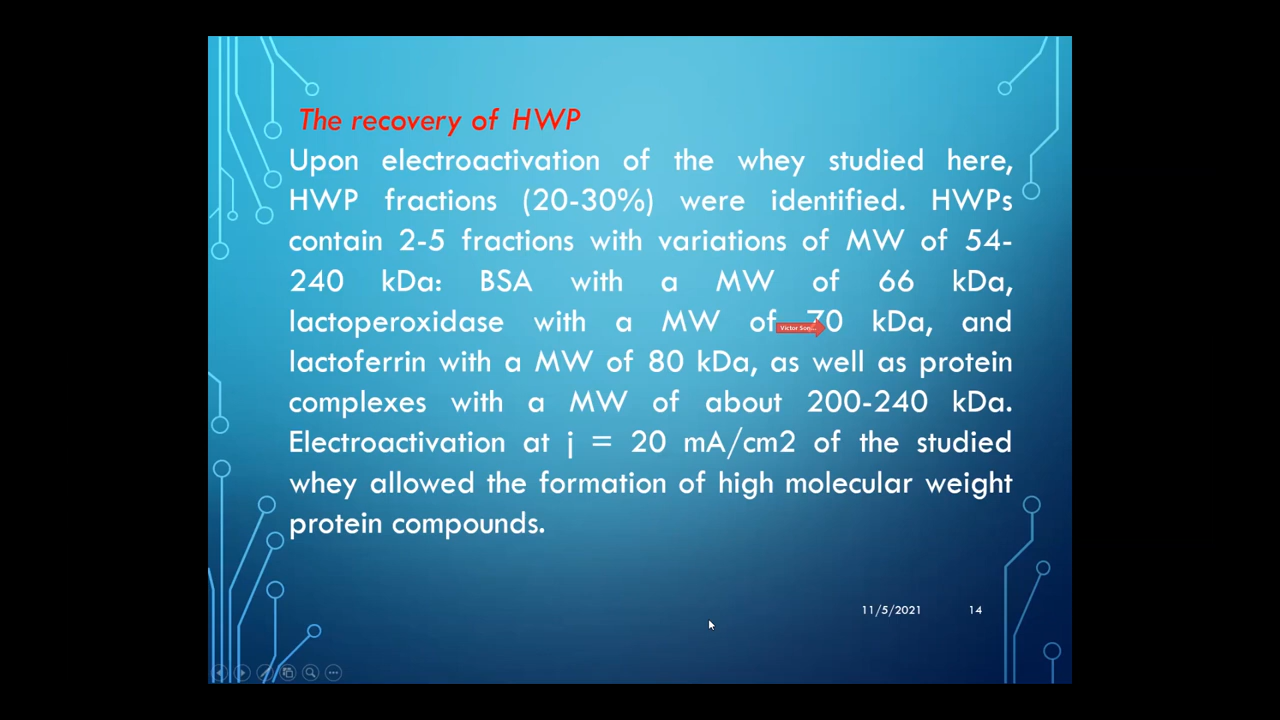 The recovery of HWP
Upon electroactivation of the whey studied here,
HWP fractions (20-30%) were identified. HWPs
contain 2-5 fractions with variations of MW of 54-
240 kDa: BSA with a MW of 66 kDa,
lactoperoxidase with a MW of 70 kDa, and
lactoferrin with a MW of 80 kDa, as well as protein
complexes with a MW of about 200-240 kDa.
Electroactivation at j = 20 mA/cm2 of the studied
whey allowed the formation of high molecular weight
protein compounds.
11/5/2021 14